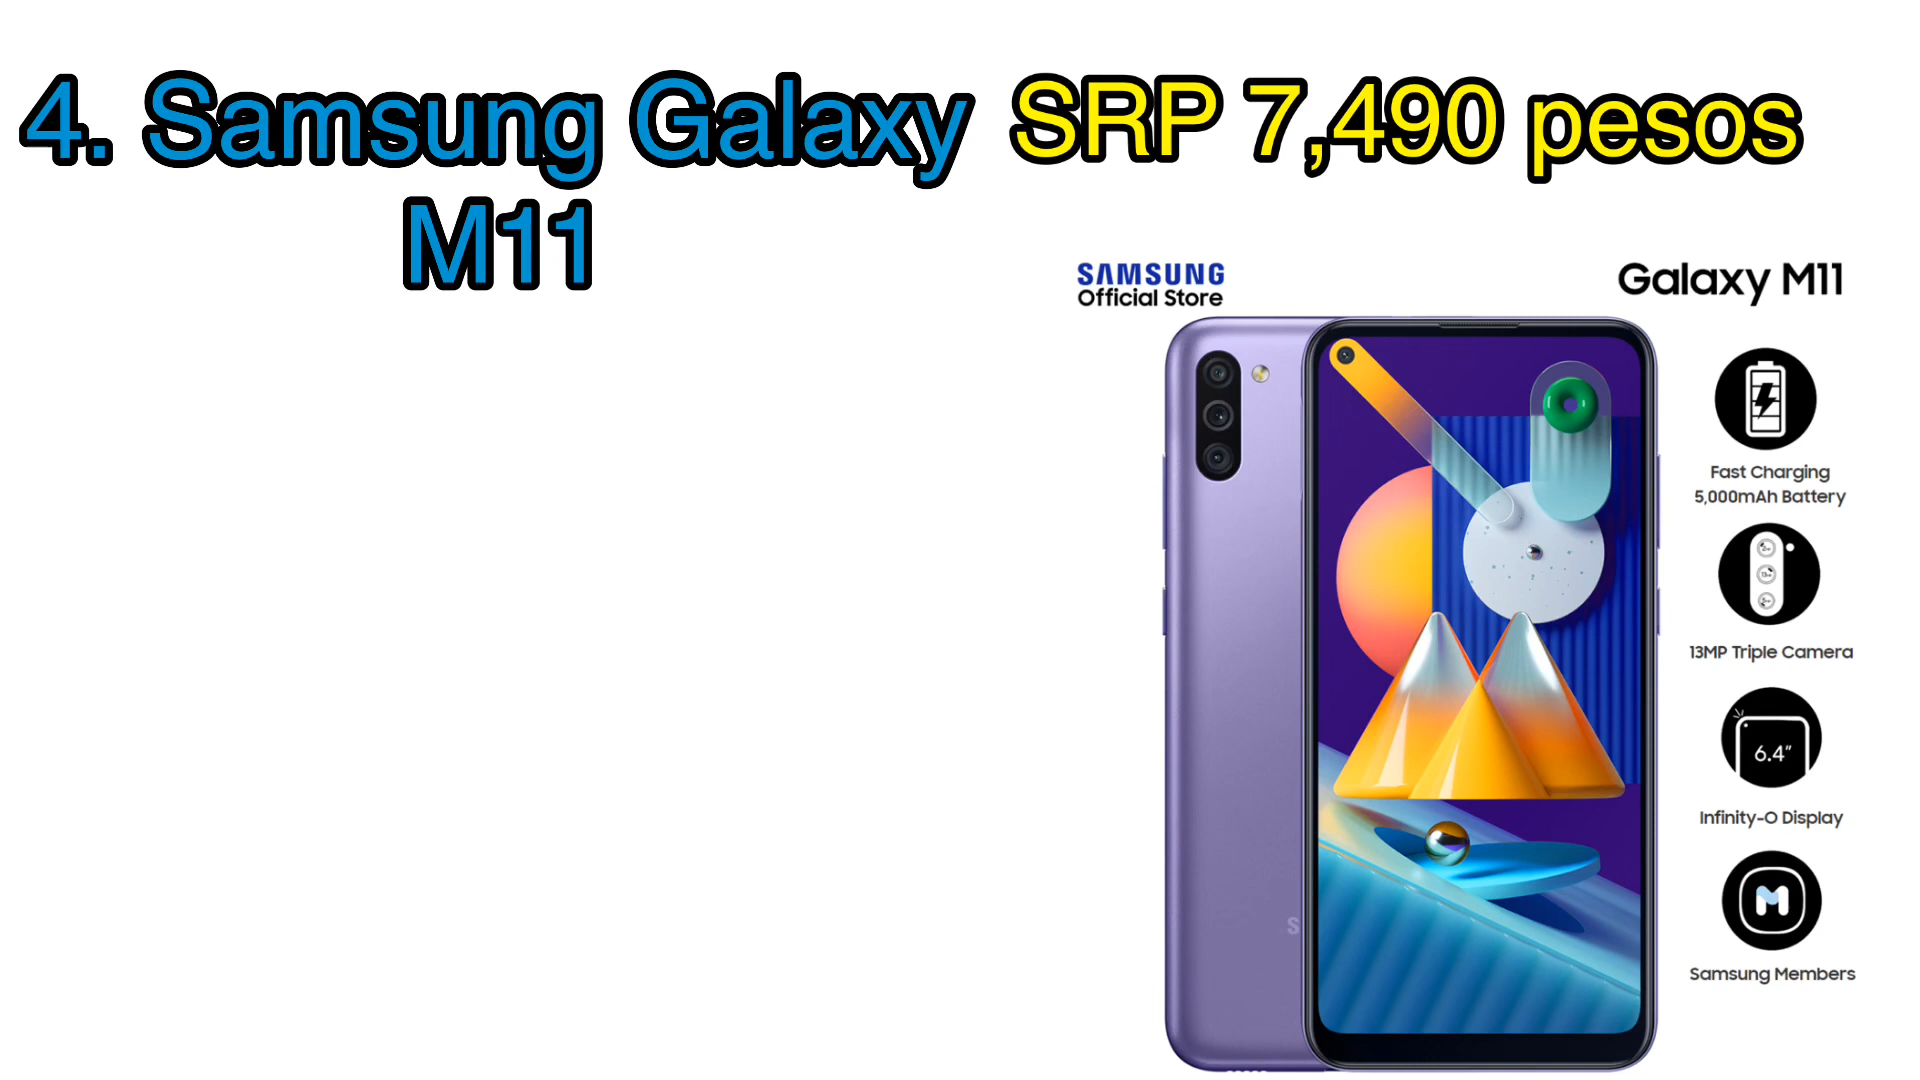 4. Samsung Galaxy
M11
SRP 7,490 pesos
SAMSUNG
Official Store
Galaxy M11
Fast Charging
5,000mAh Battery
13MP Triple Camera
6.4"
Infinity-O Display
Samsung Members